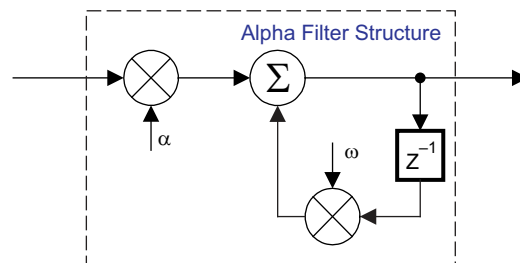 Alpha Filter Structure
Σ
α
ω
Z⁻¹